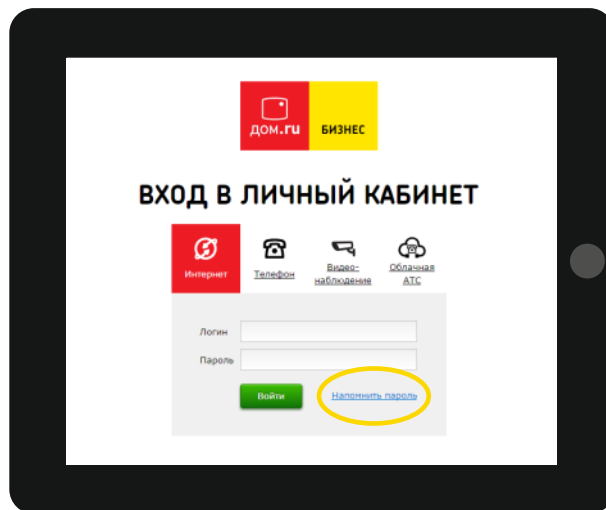 дом.ru БИЗНЕС
ВХОД В ЛИЧНЫЙ КАБИНЕТ
Интернет
Телефон
Видео-
наблюдение
Облачная
АТС
Логин
Пароль
Войти Напомнить пароль